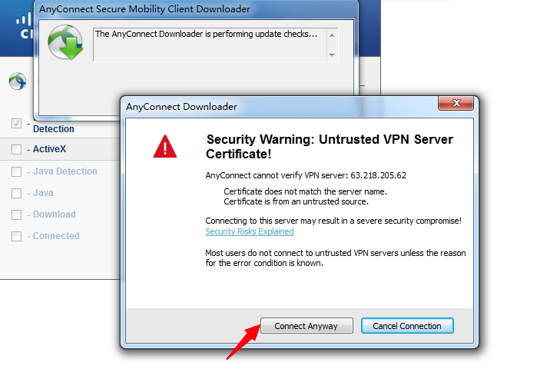 AnyConnect Secure Mobility Client Downloader
The AnyConnect Downloader is performing update checks...
AnyConnect Downloader
Security Warning: Untrusted VPN Server
Certificate!
AnyConnect cannot verify VPN server: 63.218.205.62
Certificate does not match the server name.
Certificate is from an untrusted source.
Connecting to this server may result in a severe security compromise!
Security Risks Explained
Most users do not connect to untrusted VPN servers unless the reason
for the error condition is known.
Connect Anyway
Cancel Connection
Detection
- ActiveX
- Java Detection
- Java
- Download
- Connected